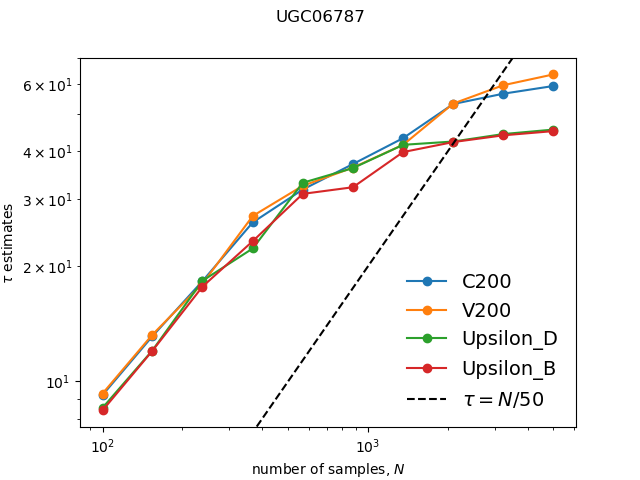 UGC06787
τ estimates
6 × 10¹
4 × 10¹
3 × 10¹
2 × 10¹
10¹
C200
V200
Upsilon_D
Upsilon_B
τ = N/50
10² 10³
number of samples, N